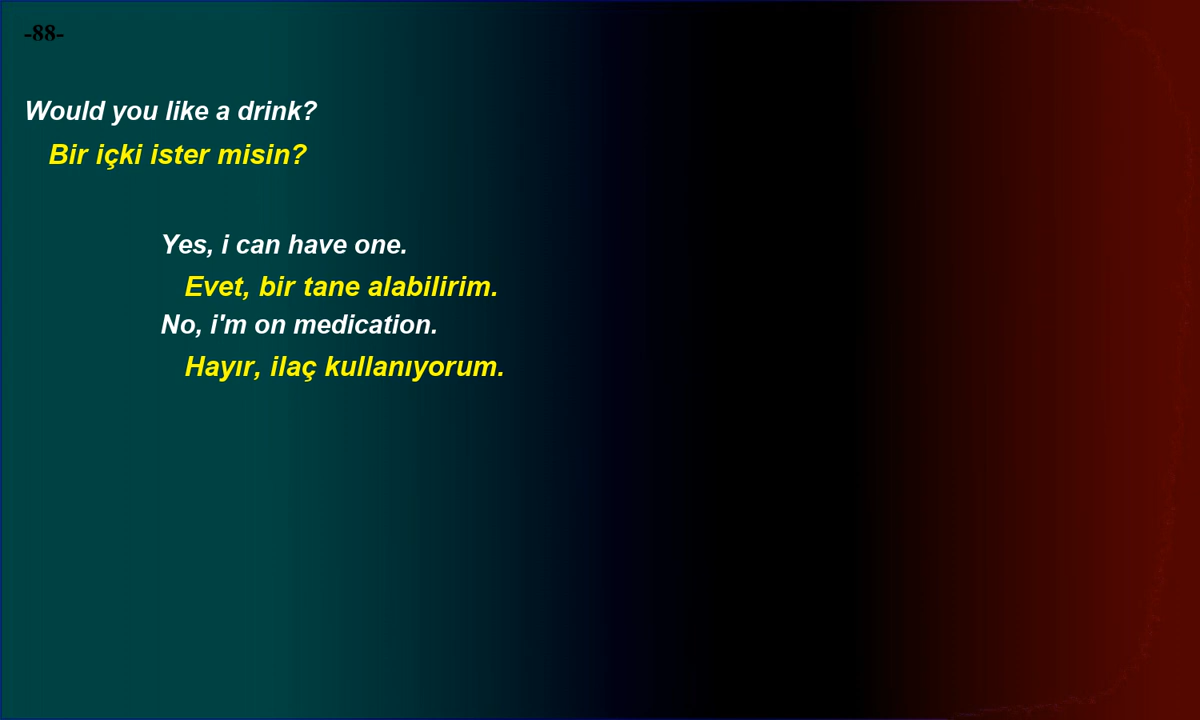 -88-
Would you like a drink?
Bir içki ister misin?
Yes, i can have one.
Evet, bir tane alabilirim.
No, i'm on medication.
Hayır, ilaç kullanıyorum.